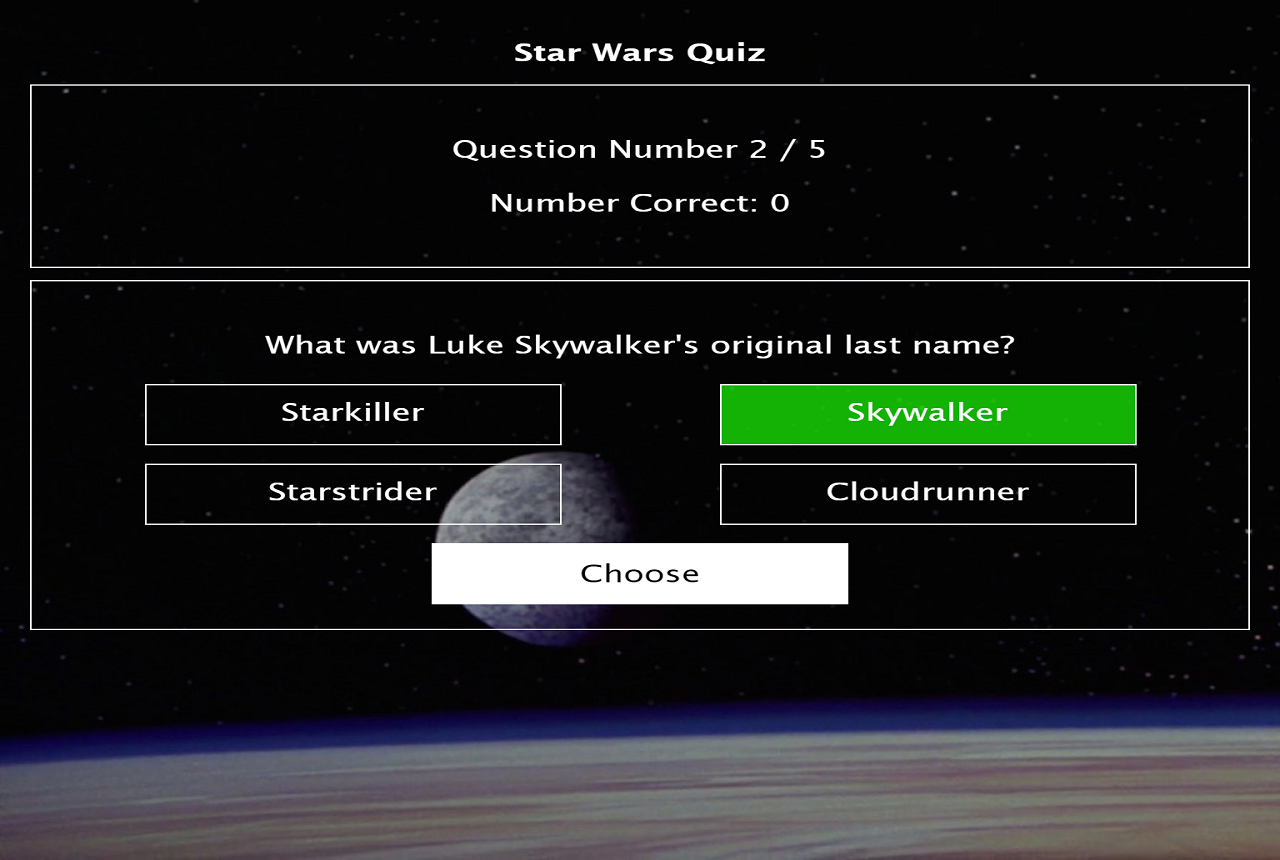 Star Wars Quiz
Question Number 2 / 5
Number Correct: 0
What was Luke Skywalker's original last name?
Starkiller
Skywalker
Starstrider
Cloudrunner
Choose